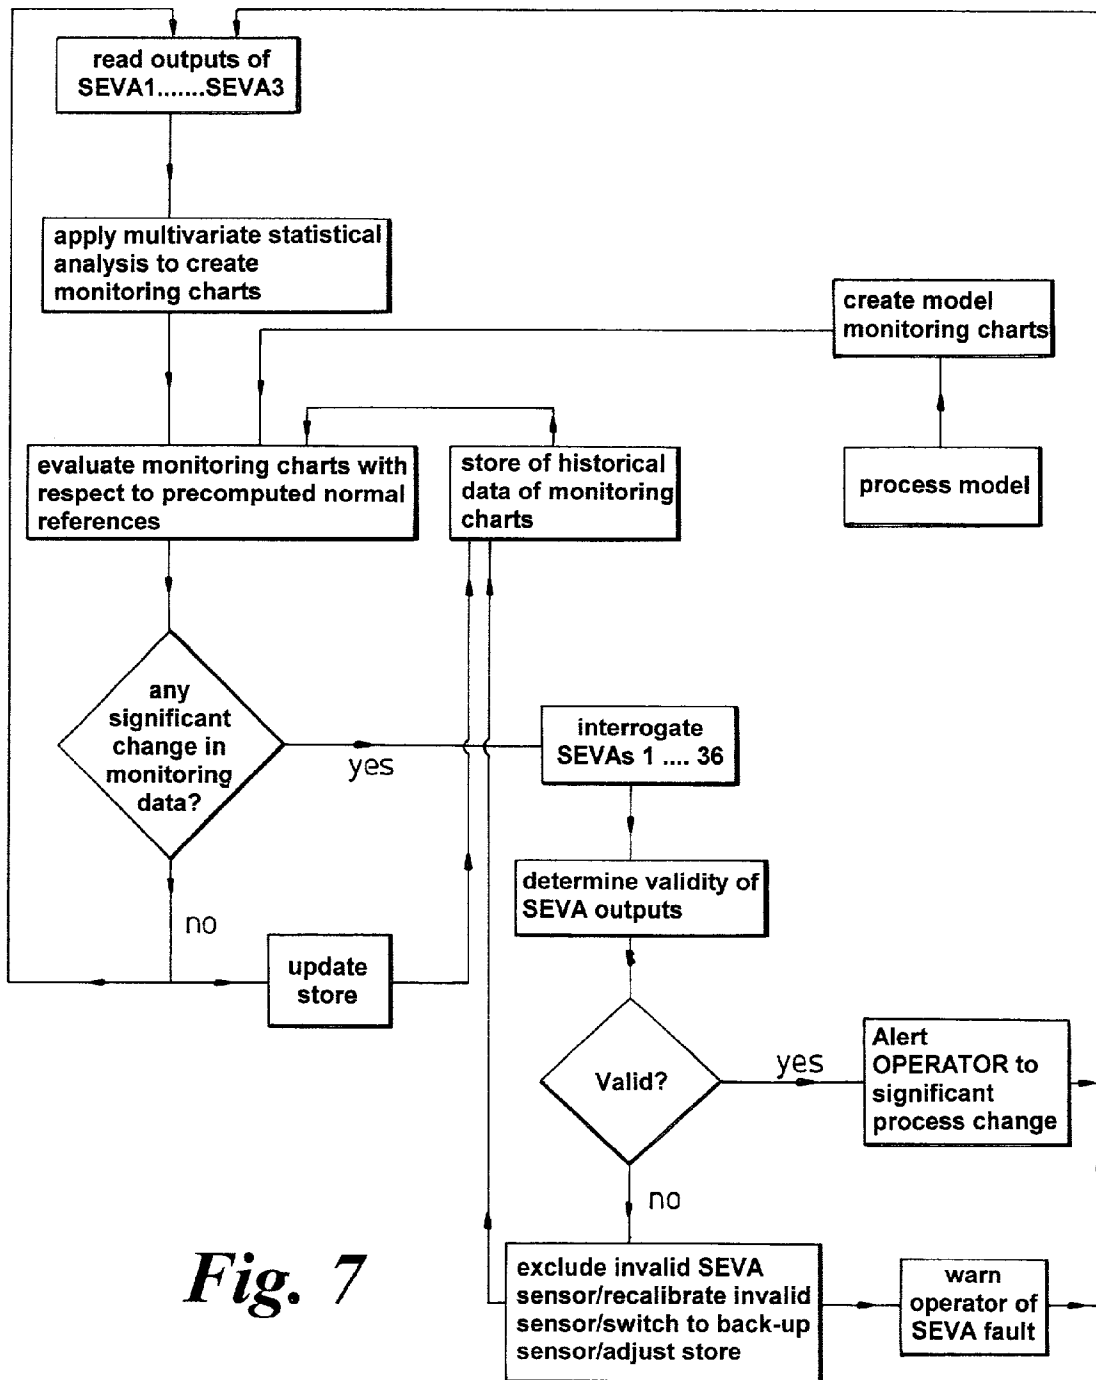 read outputs of
SEVA1.......SEVA3
apply multivariate statistical
analysis to create
monitoring charts
create model
monitoring charts
evaluate monitoring charts with
respect to precomputed normal
references
store of historical
data of monitoring
charts
process model
any
significant
change in
monitoring
data?
yes
interrogate
SEVAs 1 .... 36
determine validity of
SEVA outputs
no
update
store
Valid?
yes
Alert
OPERATOR to
significant
process change
no
exclude invalid SEVA
sensor/recalibrate invalid
sensor/switch to back-up
sensor/adjust store
warn
operator of
SEVA fault
Fig. 7